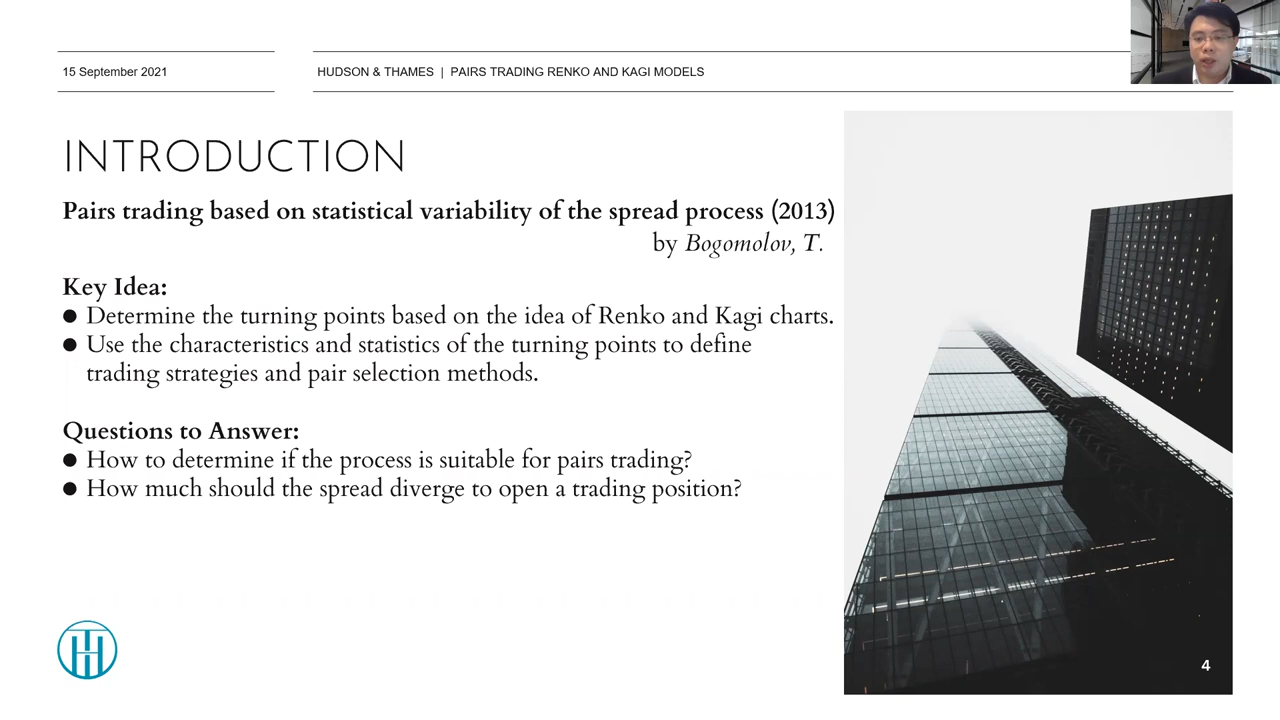 15 September 2021
HUDSON & THAMES | PAIRS TRADING RENKO AND KAGI MODELS
INTRODUCTION
Pairs trading based on statistical variability of the spread process (2013)
by Bogomolov, T.
Key Idea:
● Determine the turning points based on the idea of Renko and Kagi charts.
● Use the characteristics and statistics of the turning points to define
trading strategies and pair selection methods.
Questions to Answer:
● How to determine if the process is suitable for pairs trading?
● How much should the spread diverge to open a trading position?
4